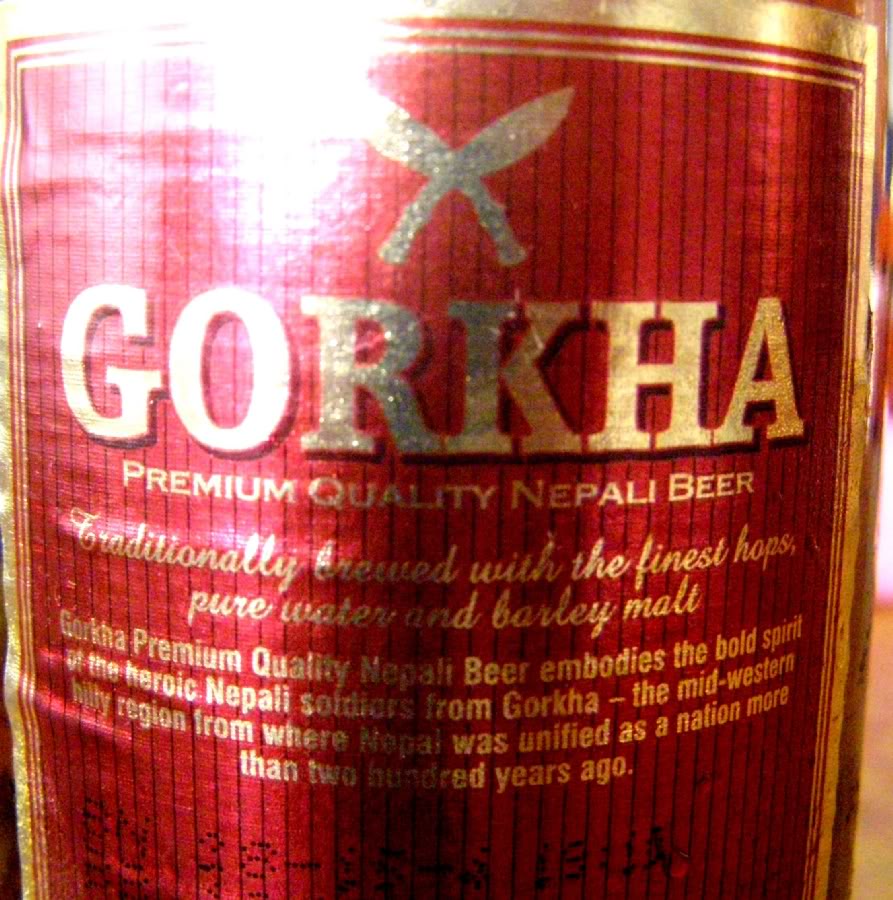 GORKHA
PREMIUM QUALITY NEPALI BEER
Traditionally brewed with the finest hops,
pure water and barley malt
Gorkha Premium Quality Nepali Beer embodies the bold spirit
of the heroic Nepali soldiers from Gorkha – the mid-western
hilly region from where Nepal was unified as a nation more
than two hundred years ago.